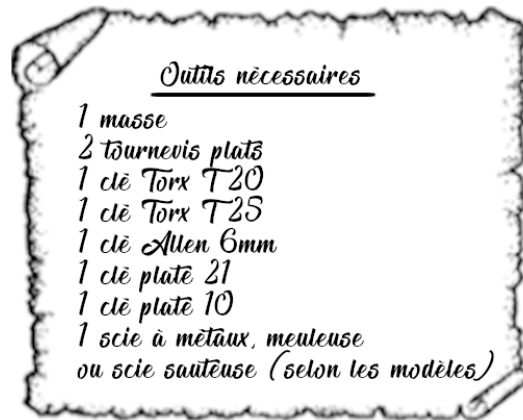 Outils nécessaires
1 masse
2 tournevis plats
1 clé Torx T20
1 clé Torx T25
1 clé Allen 6mm
1 clé plate 21
1 clé plate 10
1 scie à métaux, meuleuse
ou scie sauteuse (selon les modèles)